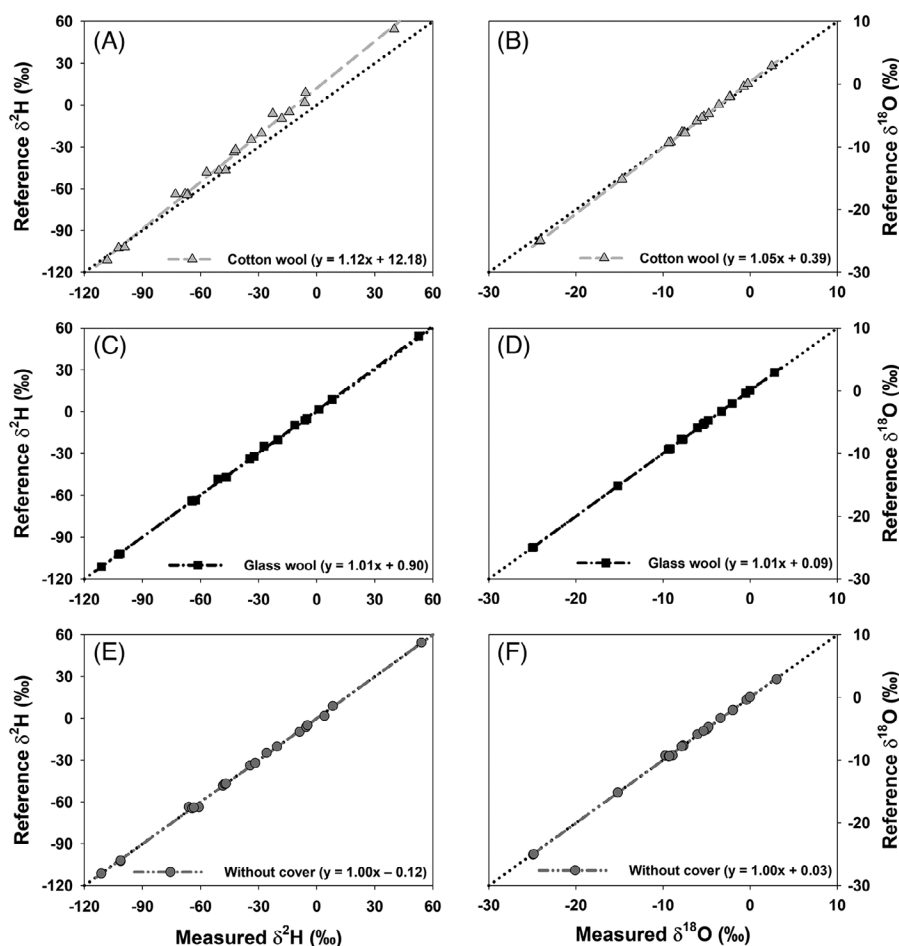 (A)
Reference δ²H (‰)
60
30
0
-30
-60
-90
-120
Cotton wool (y = 1.12x + 12.18)
-120 -90 -60 -30 0 30 60
(B)
10
0
-10
-20
-30
Reference δ¹⁸O (‰)
Cotton wool (y = 1.05x + 0.39)
-30 -20 -10 0 10
(C)
Reference δ²H (‰)
60
30
0
-30
-60
-90
-120
Glass wool (y = 1.01x + 0.90)
-120 -90 -60 -30 0 30 60
(D)
10
0
-10
-20
-30
Reference δ¹⁸O (‰)
Glass wool (y = 1.01x + 0.09)
-30 -20 -10 0 10
(E)
Reference δ²H (‰)
60
30
0
-30
-60
-90
-120
Without cover (y = 1.00x – 0.12)
-120 -90 -60 -30 0 30 60
Measured δ²H (‰)
(F)
10
0
-10
-20
-30
Reference δ¹⁸O (‰)
Without cover (y = 1.00x + 0.03)
-30 -20 -10 0 10
Measured δ¹⁸O (‰)